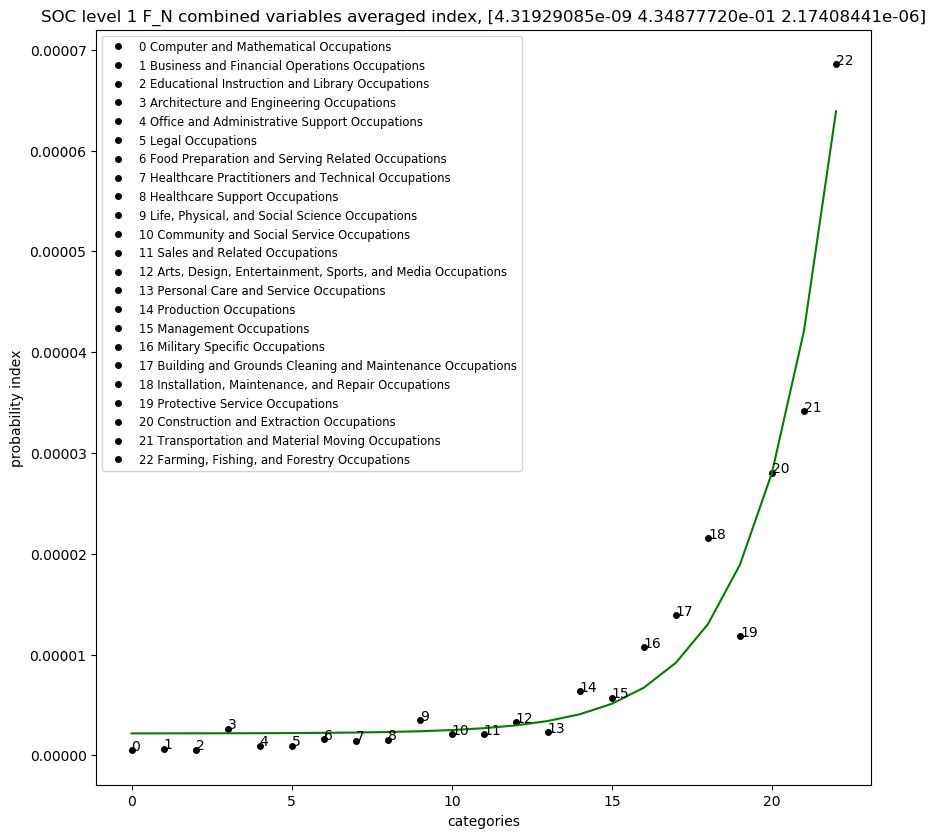 SOC level 1 F_N combined variables averaged index, [4.31929085e-09 4.34877720e-01 2.17408441e-06]
0.00007
0.00006
0.00005
0.00004
0.00003
0.00002
0.00001
0.00000
probability index
0 Computer and Mathematical Occupations
1 Business and Financial Operations Occupations
2 Educational Instruction and Library Occupations
3 Architecture and Engineering Occupations
4 Office and Administrative Support Occupations
5 Legal Occupations
6 Food Preparation and Serving Related Occupations
7 Healthcare Practitioners and Technical Occupations
8 Healthcare Support Occupations
9 Life, Physical, and Social Science Occupations
10 Community and Social Service Occupations
11 Sales and Related Occupations
12 Arts, Design, Entertainment, Sports, and Media Occupations
13 Personal Care and Service Occupations
14 Production Occupations
15 Management Occupations
16 Military Specific Occupations
17 Building and Grounds Cleaning and Maintenance Occupations
18 Installation, Maintenance, and Repair Occupations
19 Protective Service Occupations
20 Construction and Extraction Occupations
21 Transportation and Material Moving Occupations
22 Farming, Fishing, and Forestry Occupations
0
1
2
3
4
5
6
7
8
9
10
11
12
13
14
15
16
17
18
19
20
21
22
0
5
10
15
20
categories